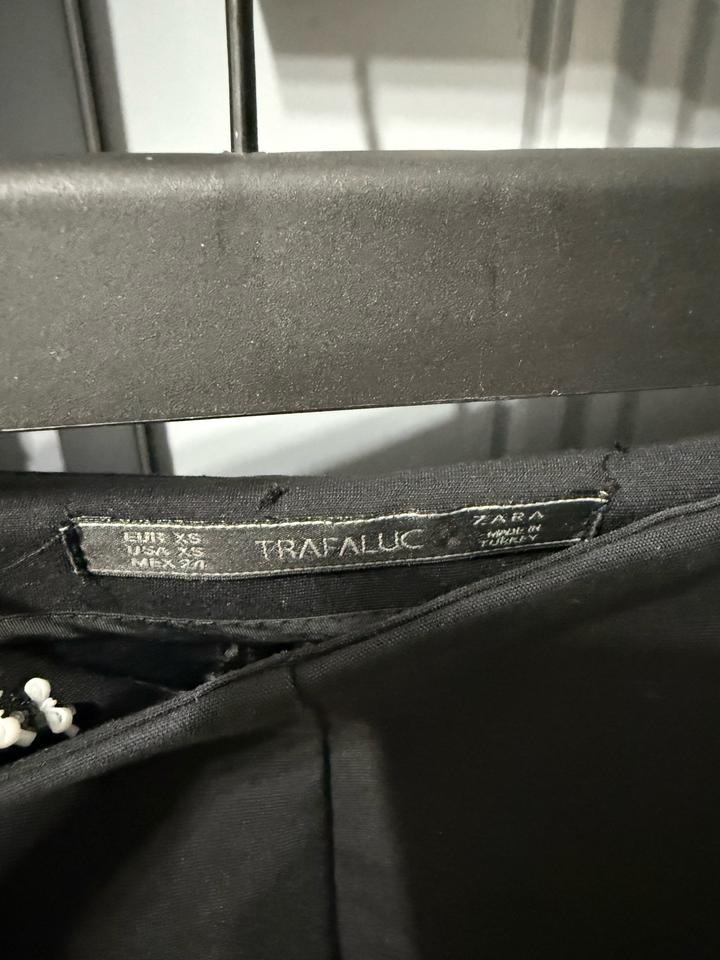 EUR XS
USA XS
MEX 24
TRAFALUC
ZARA
MADE IN
TURKEY